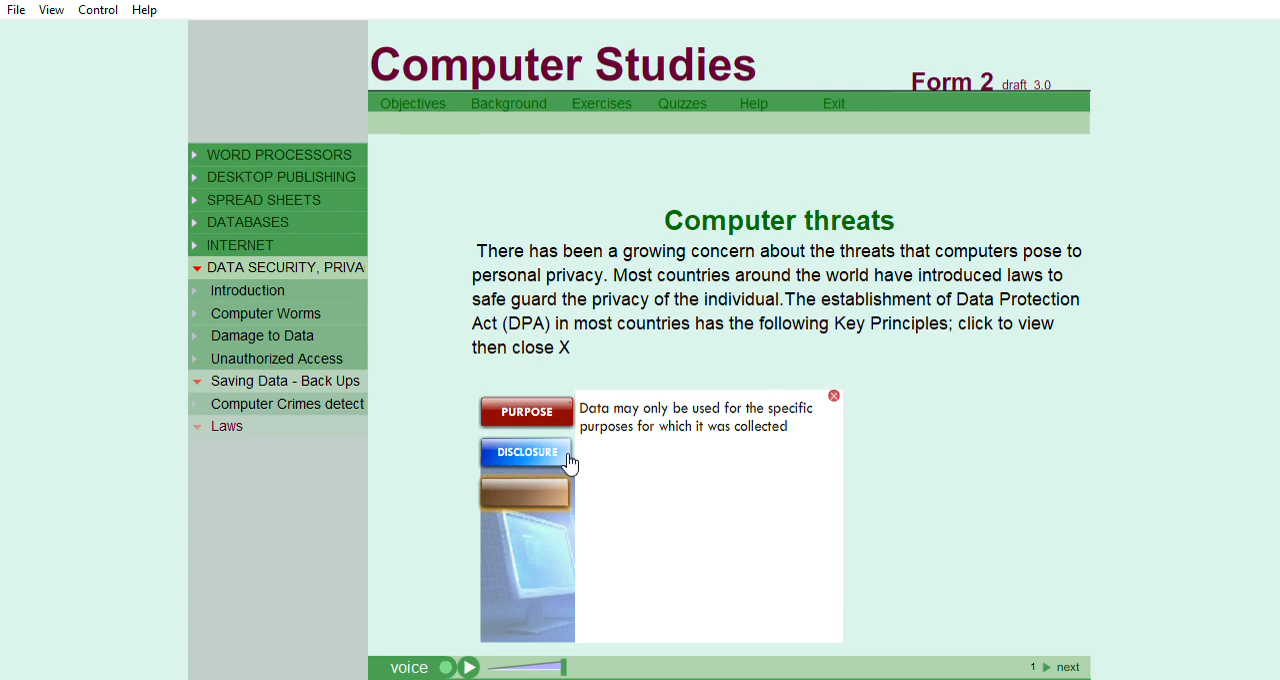 File View Control Help
Computer Studies
Form 2 draft 3.0
Objectives Background Exercises Quizzes Help Exit
WORD PROCESSORS
DESKTOP PUBLISHING
SPREAD SHEETS
DATABASES
INTERNET
DATA SECURITY, PRIVA
Introduction
Computer Worms
Damage to Data
Unauthorized Access
Saving Data - Back Ups
Computer Crimes detect
Laws
Computer threats
There has been a growing concern about the threats that computers pose to
personal privacy. Most countries around the world have introduced laws to
safe guard the privacy of the individual.The establishment of Data Protection
Act (DPA) in most countries has the following Key Principles; click to view
then close X
PURPOSE
DISCLOSURE
Data may only be used for the specific
purposes for which it was collected
voice
1 next